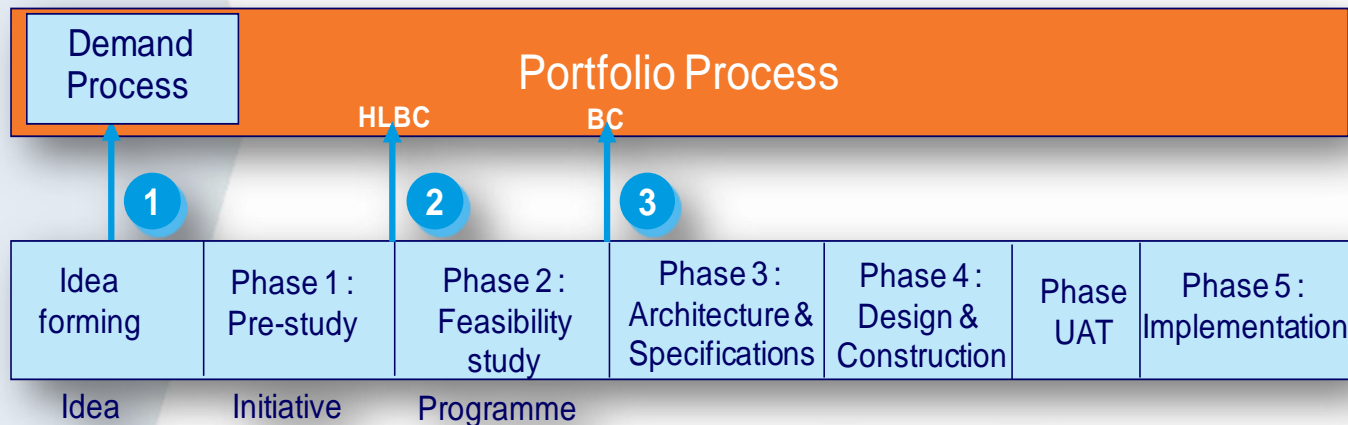 Demand
Process
Portfolio Process
HLBC
BC
1
2
3
Idea
forming
Phase 1 :
Pre-study
Phase 2 :
Feasibility
study
Phase 3 :
Architecture &
Specifications
Phase 4 :
Design &
Construction
Phase
UAT
Phase 5 :
Implementation
Idea
Initiative
Programme